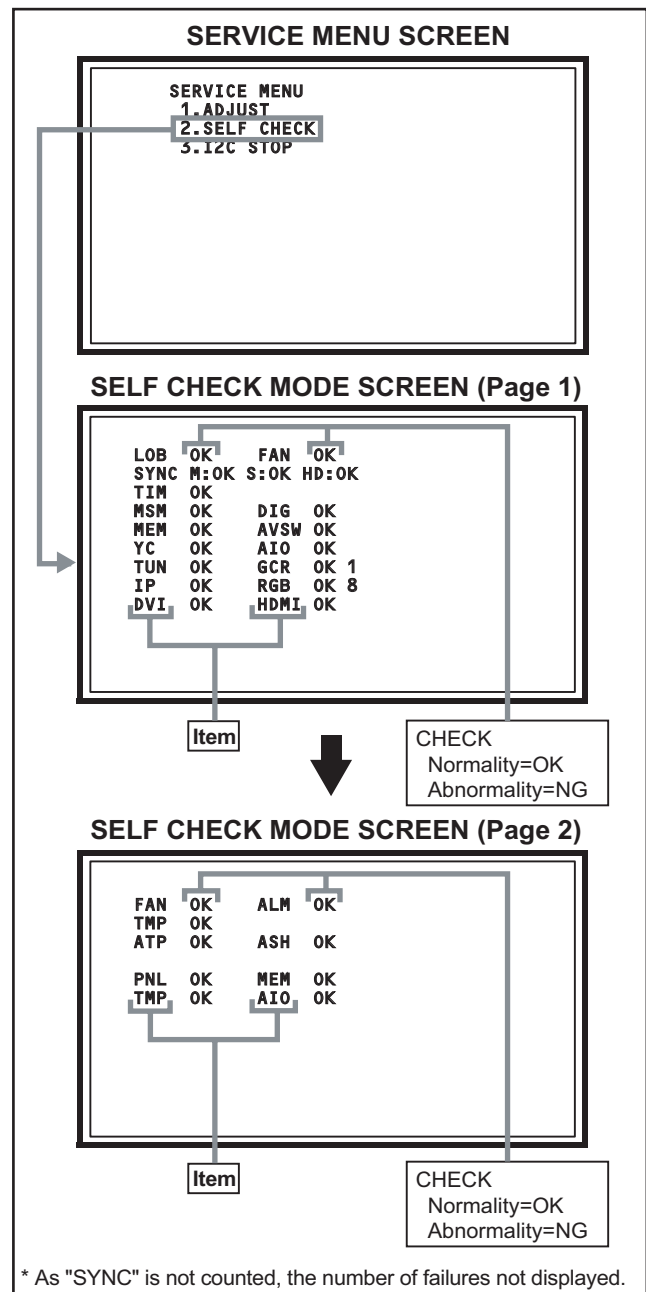 SERVICE MENU SCREEN
SERVICE MENU
1.ADJUST
2.SELF CHECK
3.I2C STOP
SELF CHECK MODE SCREEN (Page 1)
LOB OK FAN OK
SYNC M:OK S:OK HD:OK
TIM OK
MSM OK DIG OK
MEM OK AVSW OK
YC OK AIO OK
TUN OK GCR OK 1
IP OK RGB OK 8
DVI OK HDMI OK
Item
CHECK
Normality=OK
Abnormality=NG
SELF CHECK MODE SCREEN (Page 2)
FAN OK ALM OK
TMP OK
ATP OK ASH OK
PNL OK MEM OK
TMP OK AIO OK
Item
CHECK
Normality=OK
Abnormality=NG
* As "SYNC" is not counted, the number of failures not displayed.